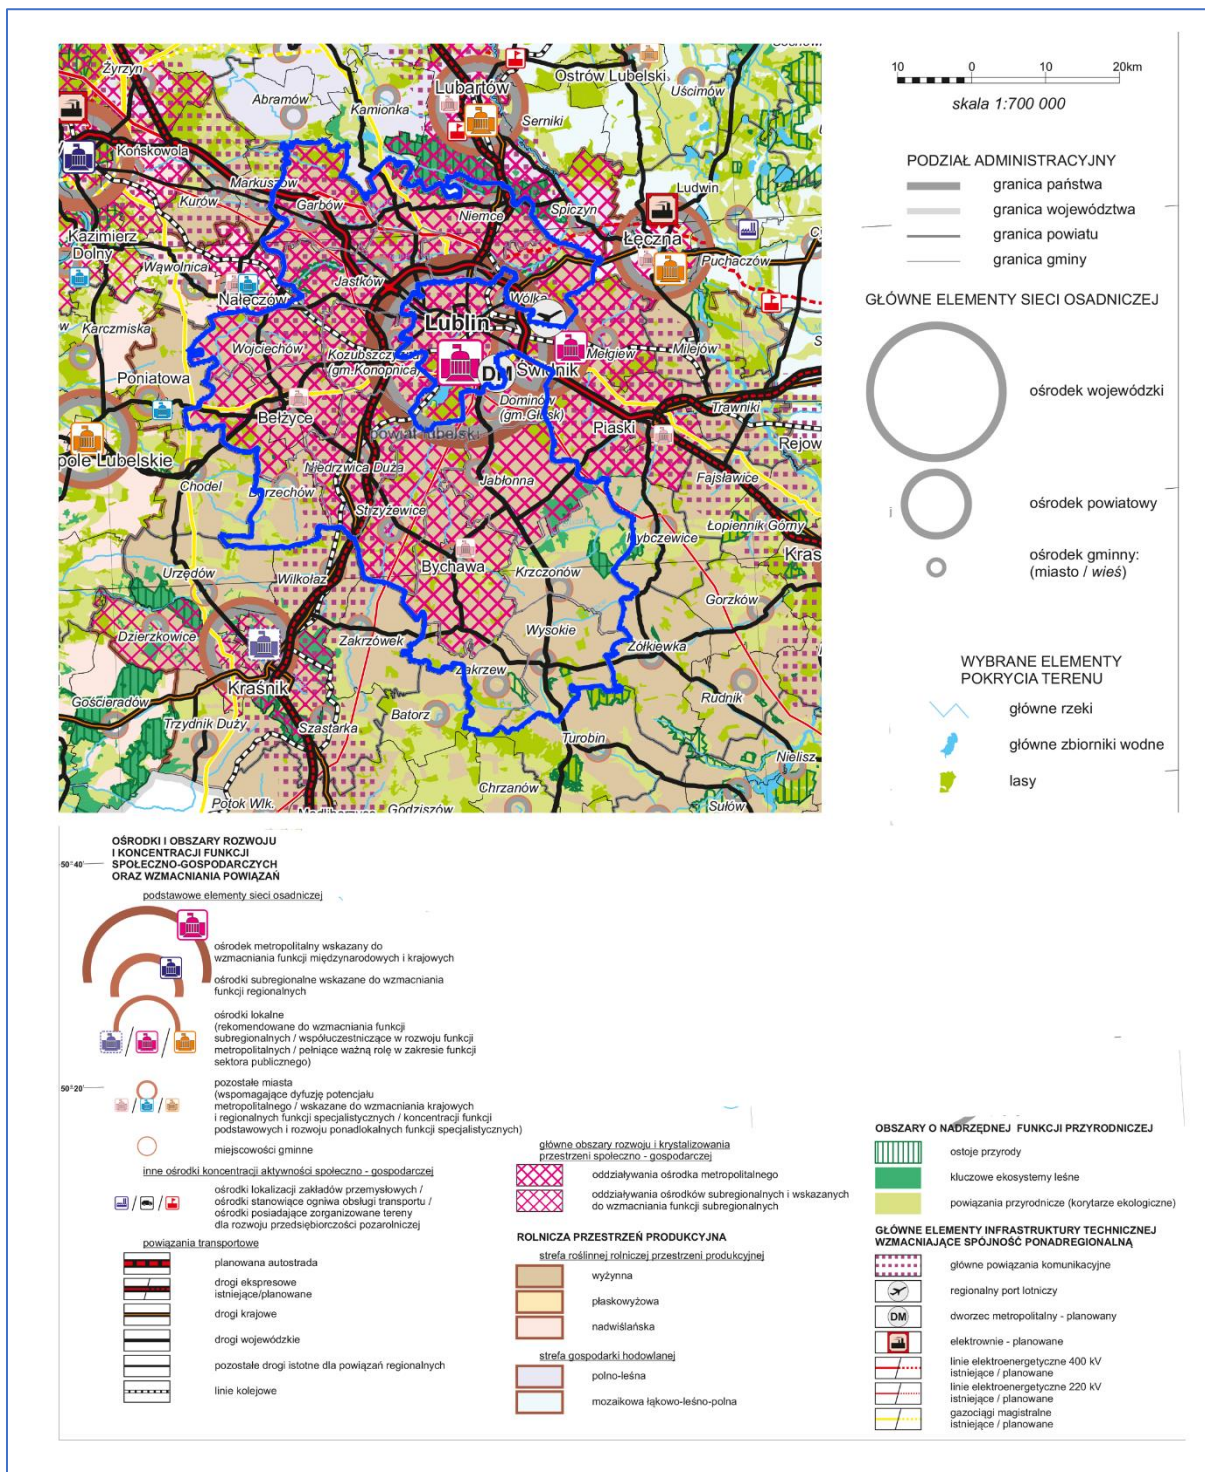 Żyrzyn
Abramów
Kamionka
Lubartów
Ostrów Lubelski
Uścimów
Serniki
Końskowola
Markuszów
Kurów
Garbów
Niemce
Spiczyn
Ludwin
Łęczna
Puchaczów
Kazimierz
Dolny
Wąwolnica
Nałęczów
Jastków
Wólka
Lublin
Karczmiska
Wojciechów
Kozubszczyzna
(gm. Konopnica)
DM
Świdnik
Mełgiew
Milejów
Poniatowa
Bełżyce
Dominów
(gm. Głusk)
Trawniki
Piaski
Rejow
powiat lubelski
pole Lubelskie
Niedrzwica Duża
Chodel
Borzechów
Jabłonna
Fajsławice
Strzyżewice
Łopiennik Górny
Rybczewice
Kras
Bychawa
Urzędów
Wilkołaz
Krzczonów
Gorzków
Dzierzkowice
Zakrzówek
Wysokie
Żółkiewka
Kraśnik
Zakrzew
Rudnik
Gościeradów
Trzydnik Duży
Batorz
Szastarka
Turobin
Nielisz
Potok Wlk.
Chrzanów
Godziszów
Sułów
10 0 10 20km
skala 1:700 000
PODZIAŁ ADMINISTRACYJNY
granica państwa
granica województwa
granica powiatu
granica gminy
GŁÓWNE ELEMENTY SIECI OSADNICZEJ
ośrodek wojewódzki
ośrodek powiatowy
ośrodek gminny:
(miasto / wieś)
WYBRANE ELEMENTY
POKRYCIA TERENU
główne rzeki
główne zbiorniki wodne
lasy
OŚRODKI I OBSZARY ROZWOJU
I KONCENTRACJI FUNKCJI
SPOŁECZNO-GOSPODARCZYCH
ORAZ WZMACNIANIA POWIĄZAŃ
50°40'
podstawowe elementy sieci osadniczej
ośrodek metropolitalny wskazany do
wzmacniania funkcji międzynarodowych i krajowych
ośrodki subregionalne wskazane do wzmacniania
funkcji regionalnych
ośrodki lokalne
(rekomendowane do wzmacniania funkcji
subregionalnych / współuczestniczące w rozwoju funkcji
metropolitalnych / pełniące ważną rolę w zakresie funkcji
sektora publicznego)
50°20'
pozostałe miasta
(wspomagające dyfuzję potencjału
metropolitalnego / wskazane do wzmacniania krajowych
i regionalnych funkcji specjalistycznych / koncentracji funkcji
podstawowych i rozwoju ponadlokalnych funkcji specjalistycznych)
miejscowości gminne
inne ośrodki koncentracji aktywności społeczno - gospodarczej
ośrodki lokalizacji zakładów przemysłowych /
ośrodki stanowiące ogniwa obsługi transportu /
ośrodki posiadające zorganizowane tereny
dla rozwoju przedsiębiorczości pozarolniczej
powiązania transportowe
planowana autostrada
drogi ekspresowe
istniejące/planowane
drogi krajowe
drogi wojewódzkie
pozostałe drogi istotne dla powiązań regionalnych
linie kolejowe
główne obszary rozwoju i krystalizowania
przestrzeni społeczno - gospodarczej
oddziaływania ośrodka metropolitalnego
oddziaływania ośrodków subregionalnych i wskazanych
do wzmacniania funkcji subregionalnych
ROLNICZA PRZESTRZEŃ PRODUKCYJNA
strefa roślinnej rolniczej przestrzeni produkcyjnej
wyżynna
płaskowyżowa
nadwiślańska
strefa gospodarki hodowlanej
polno-leśna
mozaikowa łąkowo-leśno-polna
OBSZARY O NADRZĘDNEJ FUNKCJI PRZYRODNICZEJ
ostoje przyrody
kluczowe ekosystemy leśne
powiązania przyrodnicze (korytarze ekologiczne)
GŁÓWNE ELEMENTY INFRASTRUKTURY TECHNICZNEJ
WZMACNIAJĄCE SPÓJNOŚĆ PONADREGIONALNĄ
główne powiązania komunikacyjne
regionalny port lotniczy
DM
dworzec metropolitalny - planowany
elektrownie - planowane
linie elektroenergetyczne 400 kV
istniejące / planowane
linie elektroenergetyczne 220 kV
istniejące / planowane
gazociągi magistralne
istniejące / planowane